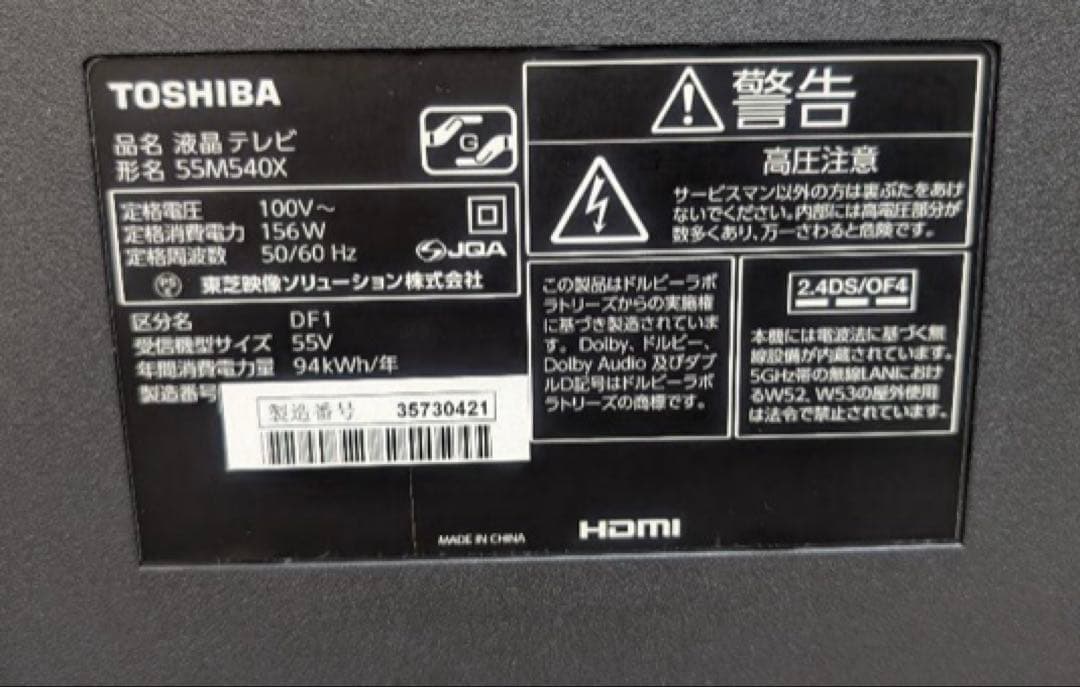 TOSHIBA
品名 液晶テレビ
形名 55M540X
G
定格電圧 100V～
定格消費電力 156W
定格周波数 50/60 Hz
JQA
PS E 東芝映像ソリューション株式会社
区分名 DF1
受信機型サイズ 55V
年間消費電力量 94kWh/年
製造番号
製造番号 35730421
MADE IN CHINA
HDMI
警告
高圧注意
サービスマン以外の方は裏ぶたをあけ
ないでください。内部には高電圧部分が
数多くあり、万一さわると危険です。
この製品はドルビーラボ
ラトリーズからの実施権
に基づき製造されていま
す。Dolby、ドルビー、
Dolby Audio 及びダブ
ルD記号はドルビーラボ
ラトリーズの商標です。
2.4DS/OF4
本機には電波法に基づく無
線設備が内蔵されています。
5GHz帯の無線LANにおけ
るW52、W53の屋外使用
は法令で禁止されています。